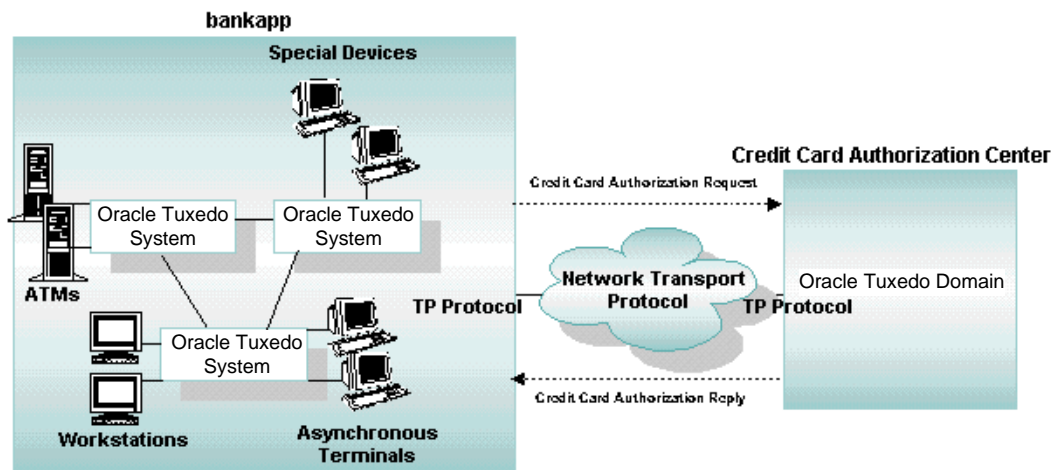 bankapp
Special Devices
Credit Card Authorization Center
Credit Card Authorization Request
Oracle Tuxedo
System
Oracle Tuxedo
System
ATMs
Network Transport
Protocol
TP Protocol
TP Protocol
Oracle Tuxedo Domain
Oracle Tuxedo
System
Credit Card Authorization Reply
Workstations
Asynchronous
Terminals